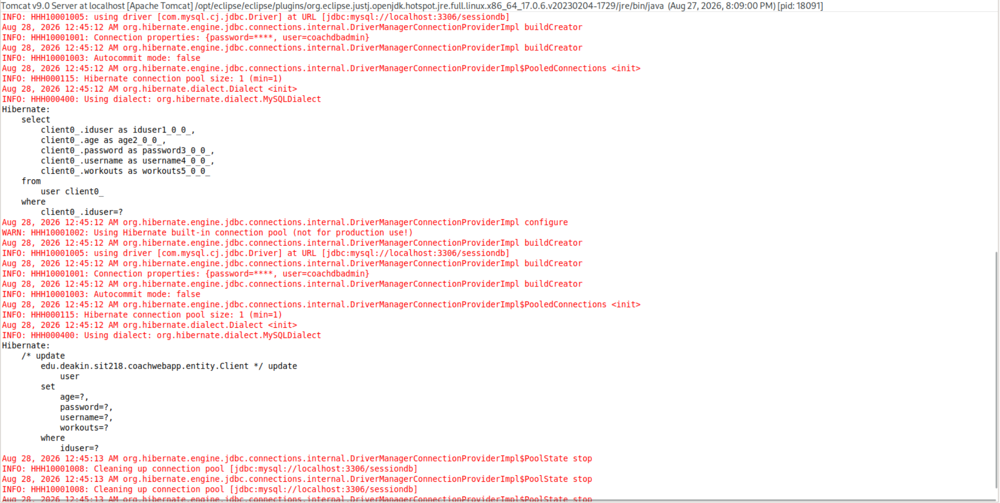 Tomcat v9.0 Server at localhost [Apache Tomcat] /opt/eclipse/eclipse/plugins/org.eclipse.justj.openjdk.hotspot.jre.full.linux.x86_64_17.0.6.v20230204-1729/jre/bin/java (Aug 27, 2026, 8:09:00 PM) [pid: 18091]
INFO: HHH10001005: using driver [com.mysql.cj.jdbc.Driver] at URL [jdbc:mysql://localhost:3306/sessiondb]
Aug 28, 2026 12:45:12 AM org.hibernate.engine.jdbc.connections.internal.DriverManagerConnectionProviderImpl buildCreator
INFO: HHH10001001: Connection properties: {password=****, user=coachdbadmin}
Aug 28, 2026 12:45:12 AM org.hibernate.engine.jdbc.connections.internal.DriverManagerConnectionProviderImpl buildCreator
INFO: HHH10001003: Autocommit mode: false
Aug 28, 2026 12:45:12 AM org.hibernate.engine.jdbc.connections.internal.DriverManagerConnectionProviderImpl$PooledConnections <init>
INFO: HHH000115: Hibernate connection pool size: 1 (min=1)
Aug 28, 2026 12:45:12 AM org.hibernate.dialect.Dialect <init>
INFO: HHH000400: Using dialect: org.hibernate.dialect.MySQLDialect
Hibernate:
    select
        client0_.iduser as iduser1_0_0_,
        client0_.age as age2_0_0_,
        client0_.password as password3_0_0_,
        client0_.username as username4_0_0_,
        client0_.workouts as workouts5_0_0_
    from
        user client0_
    where
        client0_.iduser=?
Aug 28, 2026 12:45:12 AM org.hibernate.engine.jdbc.connections.internal.DriverManagerConnectionProviderImpl configure
WARN: HHH10001002: Using Hibernate built-in connection pool (not for production use!)
Aug 28, 2026 12:45:12 AM org.hibernate.engine.jdbc.connections.internal.DriverManagerConnectionProviderImpl buildCreator
INFO: HHH10001005: using driver [com.mysql.cj.jdbc.Driver] at URL [jdbc:mysql://localhost:3306/sessiondb]
Aug 28, 2026 12:45:12 AM org.hibernate.engine.jdbc.connections.internal.DriverManagerConnectionProviderImpl buildCreator
INFO: HHH10001001: Connection properties: {password=****, user=coachdbadmin}
Aug 28, 2026 12:45:12 AM org.hibernate.engine.jdbc.connections.internal.DriverManagerConnectionProviderImpl buildCreator
INFO: HHH10001003: Autocommit mode: false
Aug 28, 2026 12:45:12 AM org.hibernate.engine.jdbc.connections.internal.DriverManagerConnectionProviderImpl$PooledConnections <init>
INFO: HHH000115: Hibernate connection pool size: 1 (min=1)
Aug 28, 2026 12:45:12 AM org.hibernate.dialect.Dialect <init>
INFO: HHH000400: Using dialect: org.hibernate.dialect.MySQLDialect
Hibernate:
    /* update
        edu.deakin.sit218.coachwebapp.entity.Client */ update
            user
        set
            age=?,
            password=?,
            username=?,
            workouts=?
        where
            iduser=?
Aug 28, 2026 12:45:13 AM org.hibernate.engine.jdbc.connections.internal.DriverManagerConnectionProviderImpl$PoolState stop
INFO: HHH10001008: Cleaning up connection pool [jdbc:mysql://localhost:3306/sessiondb]
Aug 28, 2026 12:45:13 AM org.hibernate.engine.jdbc.connections.internal.DriverManagerConnectionProviderImpl$PoolState stop
INFO: HHH10001008: Cleaning up connection pool [jdbc:mysql://localhost:3306/sessiondb]
Aug 28, 2026 12:45:13 AM org.hibernate.engine.jdbc.connections.internal.DriverManagerConnectionProviderImpl$PoolState stop